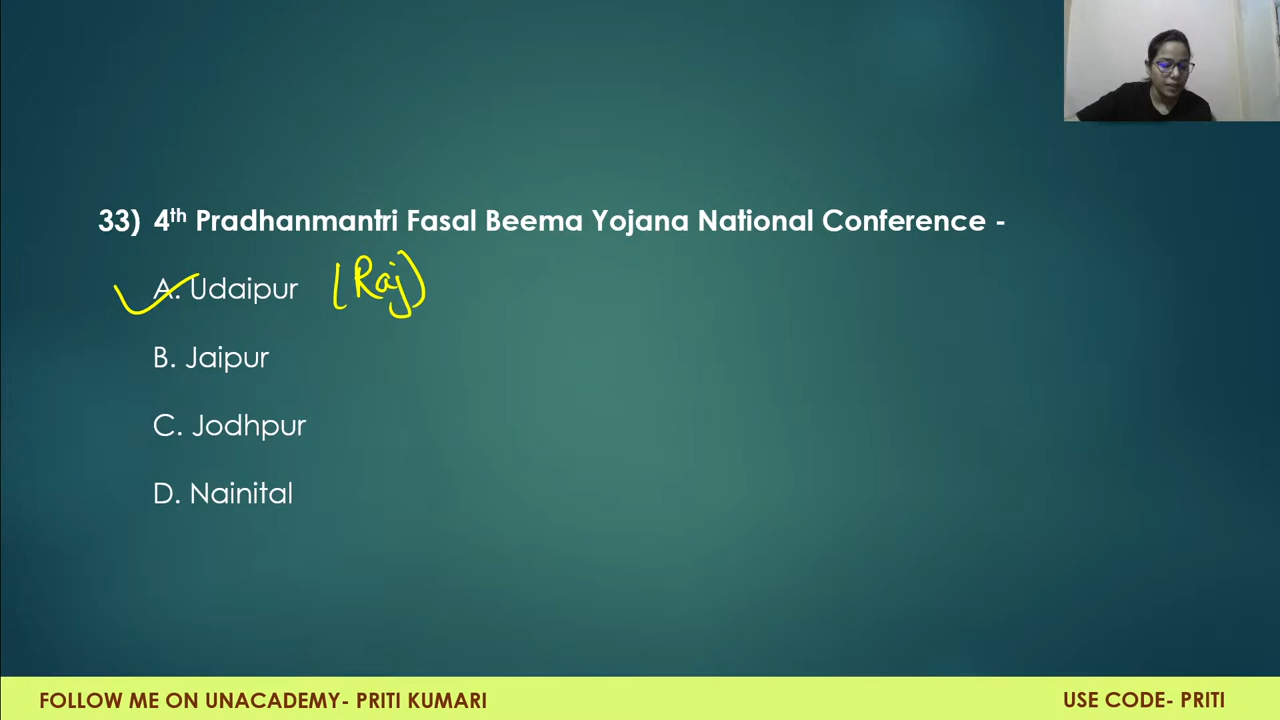 33) 4th Pradhanmantri Fasal Beema Yojana National Conference -
A. Udaipur (Raj)
B. Jaipur
C. Jodhpur
D. Nainital
FOLLOW ME ON UNACADEMY- PRITI KUMARI USE CODE- PRITI